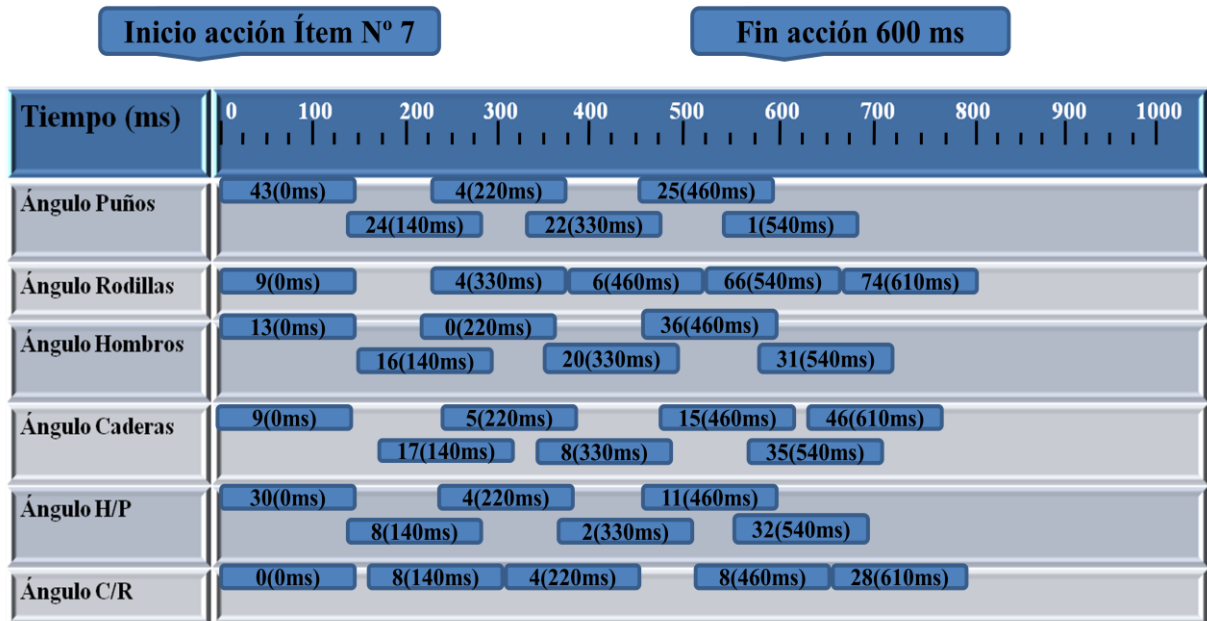 Inicio acción Ítem Nº 7 Fin acción 600 ms
Tiempo (ms) 0 100 200 300 400 500 600 700 800 900 1000
Ángulo Puños 43(0ms) 4(220ms) 25(460ms)
24(140ms) 22(330ms) 1(540ms)
Ángulo Rodillas 9(0ms) 4(330ms) 6(460ms) 66(540ms) 74(610ms)
Ángulo Hombros 13(0ms) 0(220ms) 36(460ms)
16(140ms) 20(330ms) 31(540ms)
Ángulo Caderas 9(0ms) 5(220ms) 15(460ms) 46(610ms)
17(140ms) 8(330ms) 35(540ms)
Ángulo H/P 30(0ms) 4(220ms) 11(460ms)
8(140ms) 2(330ms) 32(540ms)
Ángulo C/R 0(0ms) 8(140ms) 4(220ms) 8(460ms) 28(610ms)